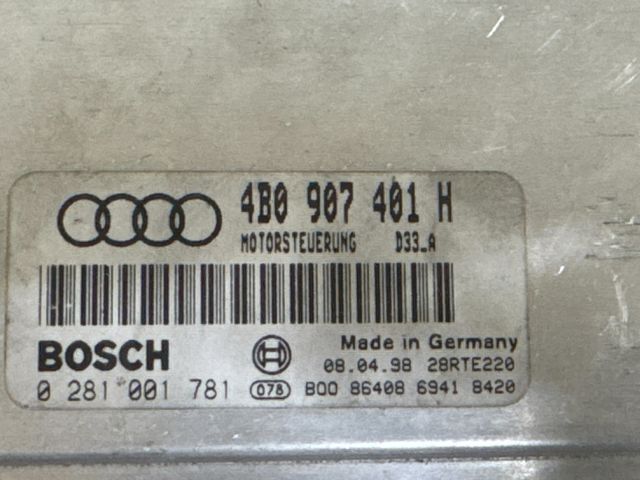 4B0 907 401 H
MOTORSTEUERUNG D33_A
BOSCH
Made in Germany
08.04.98 28RTE220
0 281 001 781 078 B00 86408 6941 8420